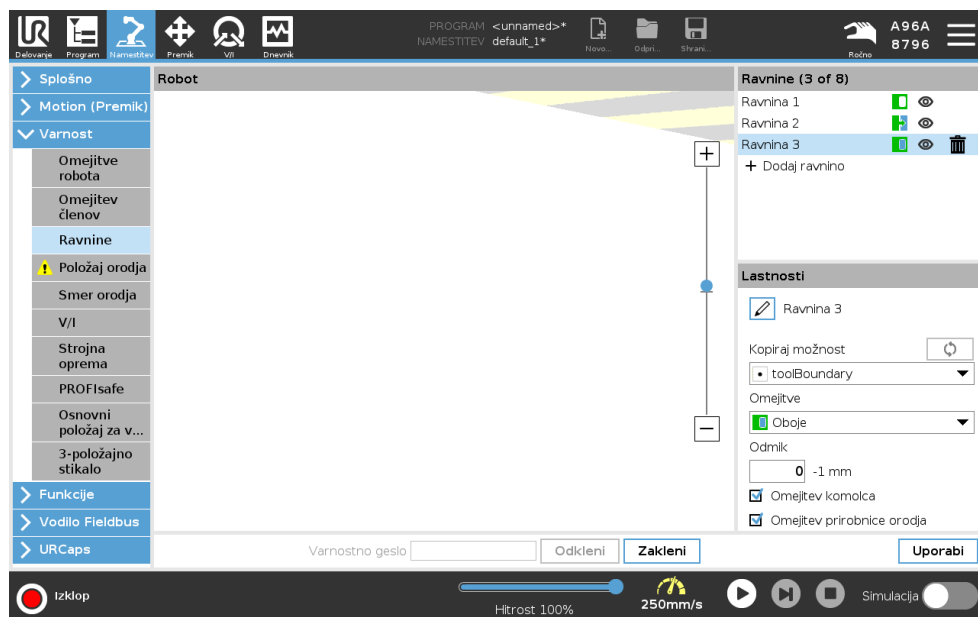 PROGRAM <unnamed>*
NAMESTITEV default_1*
Delovanje
Program
Namestitev
Premik
V/I
Dnevnik
Novo...
Odpri...
Shrani...
Ročno
A96A
8796
Splošno
Motion (Premik)
Varnost
Omejitve
robota
Omejitev
členov
Ravnine
Položaj orodja
Smer orodja
V/I
Strojna
oprema
PROFIsafe
Osnovni
položaj za v...
3-položajno
stikalo
Funkcije
Vodilo Fieldbus
URCaps
Robot
Varnostno geslo
Odkleni
Zakleni
Ravnine (3 of 8)
Ravnina 1
Ravnina 2
Ravnina 3
+ Dodaj ravnino
Lastnosti
Ravnina 3
Kopiraj možnost
toolBoundary
Omejitve
Oboje
Odmik
0 -1 mm
Omejitev komolca
Omejitev prirobnice orodja
Uporabi
Izklop
Hitrost 100%
250mm/s
Simulacija